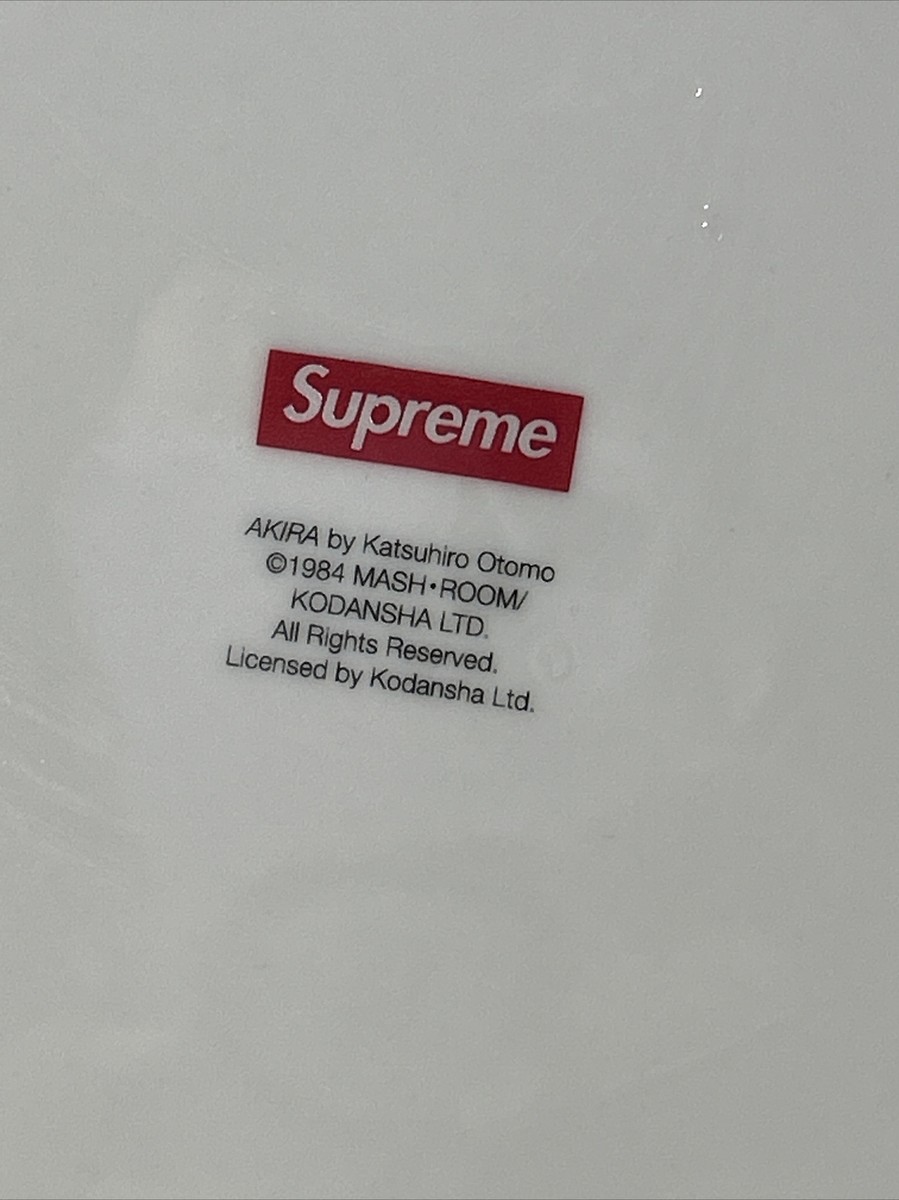 Supreme
AKIRA by Katsuhiro Otomo
©1984 MASH•ROOM/
KODANSHA LTD.
All Rights Reserved.
Licensed by Kodansha Ltd.